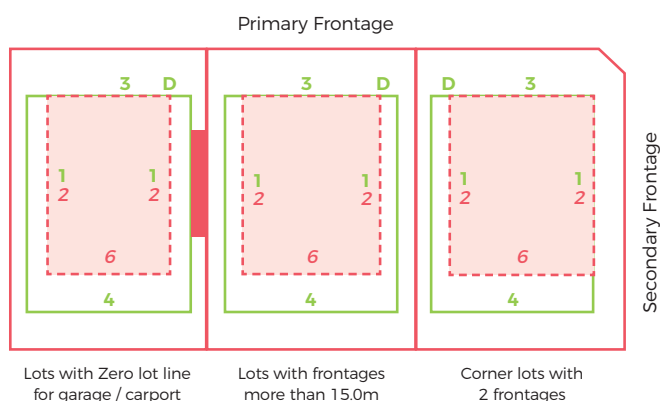 Primary Frontage
3 D 3 D D 3
1 1 1 1 1 1
2 2 2 2 2 2
6 6 6
4 4 4
Secondary Frontage
Lots with Zero lot line
for garage / carport
Lots with frontages
more than 15.0m
Corner lots with
2 frontages